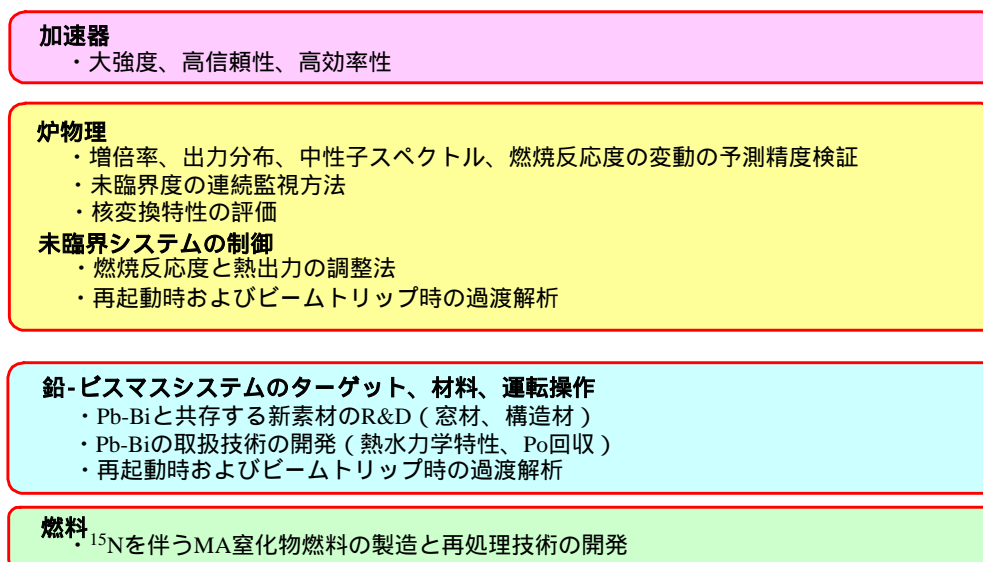 加速器
・大強度、高信頼性、高効率性
炉物理
・増倍率、出力分布、中性子スペクトル、燃焼反応度の変動の予測精度検証
・未臨界度の連続監視方法
・核変換特性の評価
未臨界システムの制御
・燃焼反応度と熱出力の調整法
・再起動時およびビームトリップ時の過渡解析
鉛-ビスマスシステムのターゲット、材料、運転操作
・Pb-Biと共存する新素材のR&D（窓材、構造材）
・Pb-Biの取扱技術の開発（熱水力学特性、Po回収）
・再起動時およびビームトリップ時の過渡解析
燃料
・¹⁵Nを伴うMA窒化物燃料の製造と再処理技術の開発